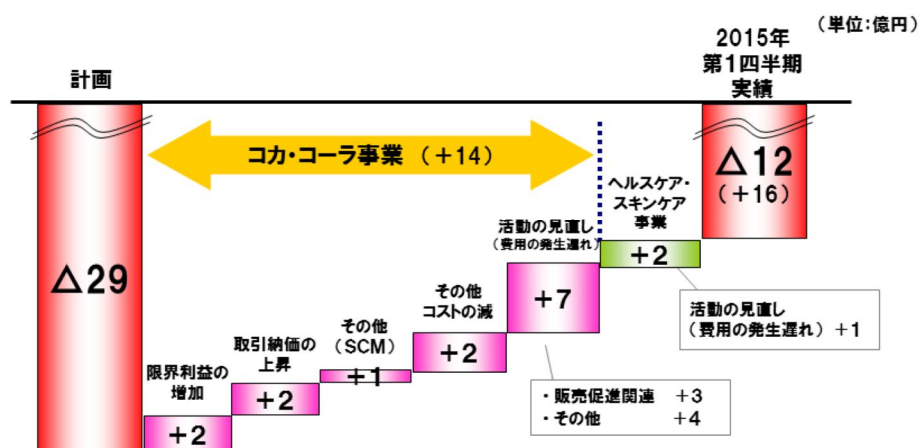 （単位：億円）
計画
2015年
第１四半期
実績
コカ・コーラ事業 （＋14）
△12
（＋16）
ヘルスケア・
スキンケア
事業
活動の見直し
（費用の発生遅れ）
＋2
△29
＋7
その他
コストの減
活動の見直し
（費用の発生遅れ）＋1
その他
（SCM）
取引納価の
上昇
＋2
＋1
限界利益の
増加
＋2
・販売促進関連 ＋3
・その他 ＋4
＋2